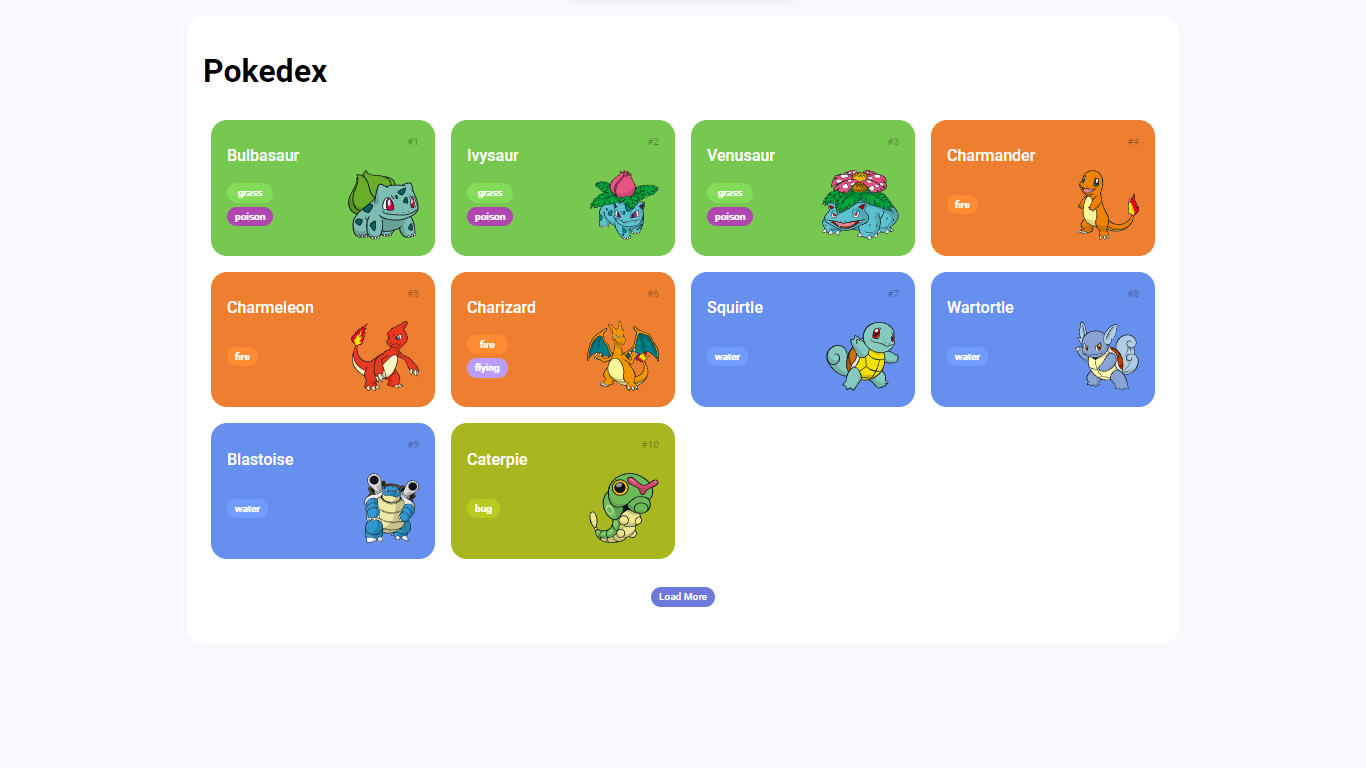 Pokedex
#1
Bulbasaur
grass
poison
#2
Ivysaur
grass
poison
#3
Venusaur
grass
poison
#4
Charmander
fire
#5
Charmeleon
fire
#6
Charizard
fire
flying
#7
Squirtle
water
#8
Wartortle
water
#9
Blastoise
water
#10
Caterpie
bug
Load More